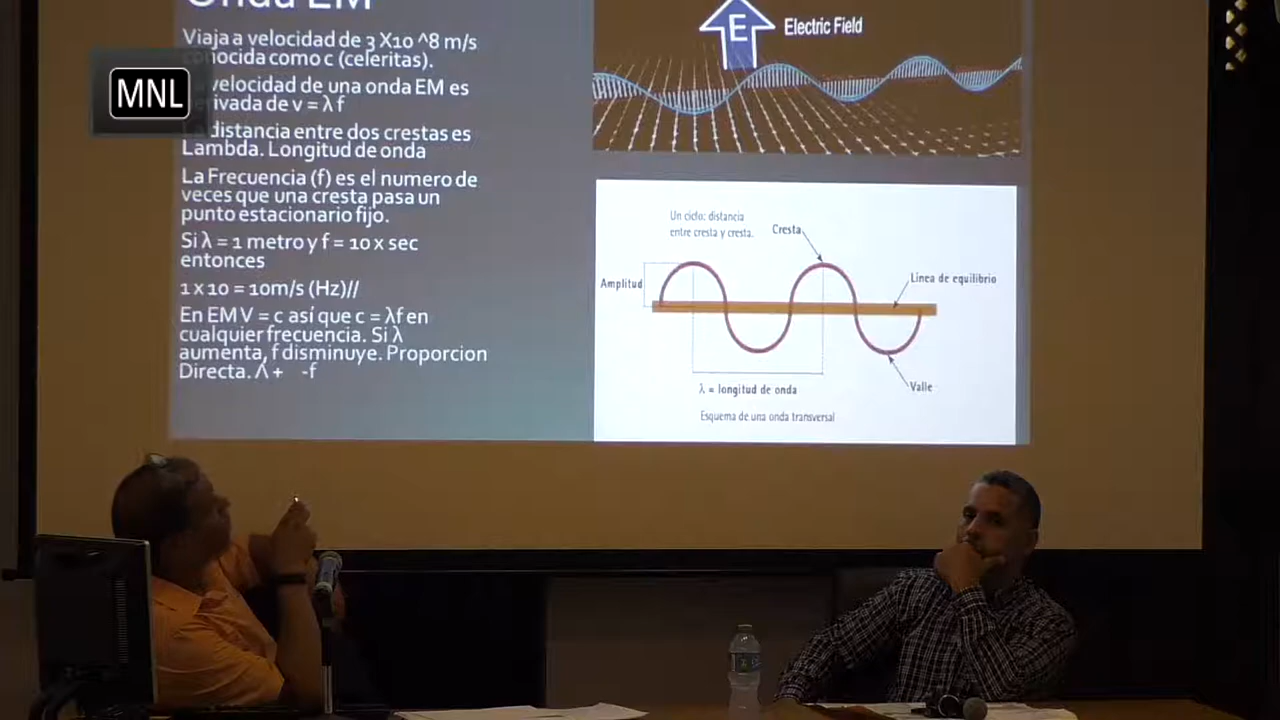 Onda EM
Viaja a velocidad de 3 X10 ^8 m/s
conocida como c (celeritas).
velocidad de una onda EM es
derivada de v = λ f
La distancia entre dos crestas es
Lambda. Longitud de onda
La Frecuencia (f) es el numero de
veces que una cresta pasa un
punto estacionario fijo.
Si λ = 1 metro y f = 10 x sec
entonces
1 x 10 = 10m/s (Hz)//
En EM V = c así que c = λf en
cualquier frecuencia. Si λ
aumenta, f disminuye. Proporcion
Directa. Λ + -f
MNL
E
Electric Field
Un ciclo: distancia
entre cresta y cresta.
Cresta
Amplitud
Línea de equilibrio
λ = longitud de onda
Valle
Esquema de una onda transversal